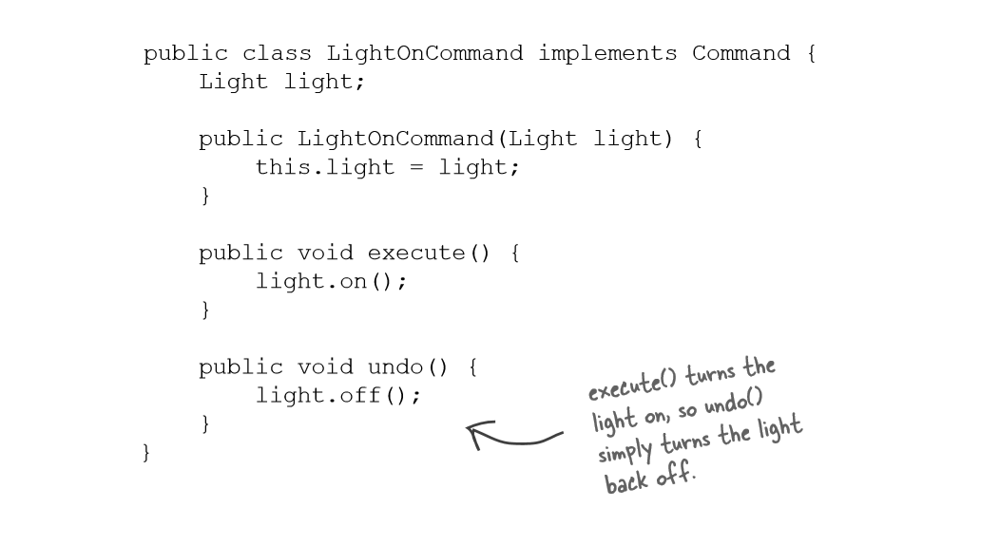 public class LightOnCommand implements Command {
    Light light;

    public LightOnCommand(Light light) {
        this.light = light;
    }

    public void execute() {
        light.on();
    }

    public void undo() {
        light.off();
    }
}
execute() turns the
light on, so undo()
simply turns the light
back off.